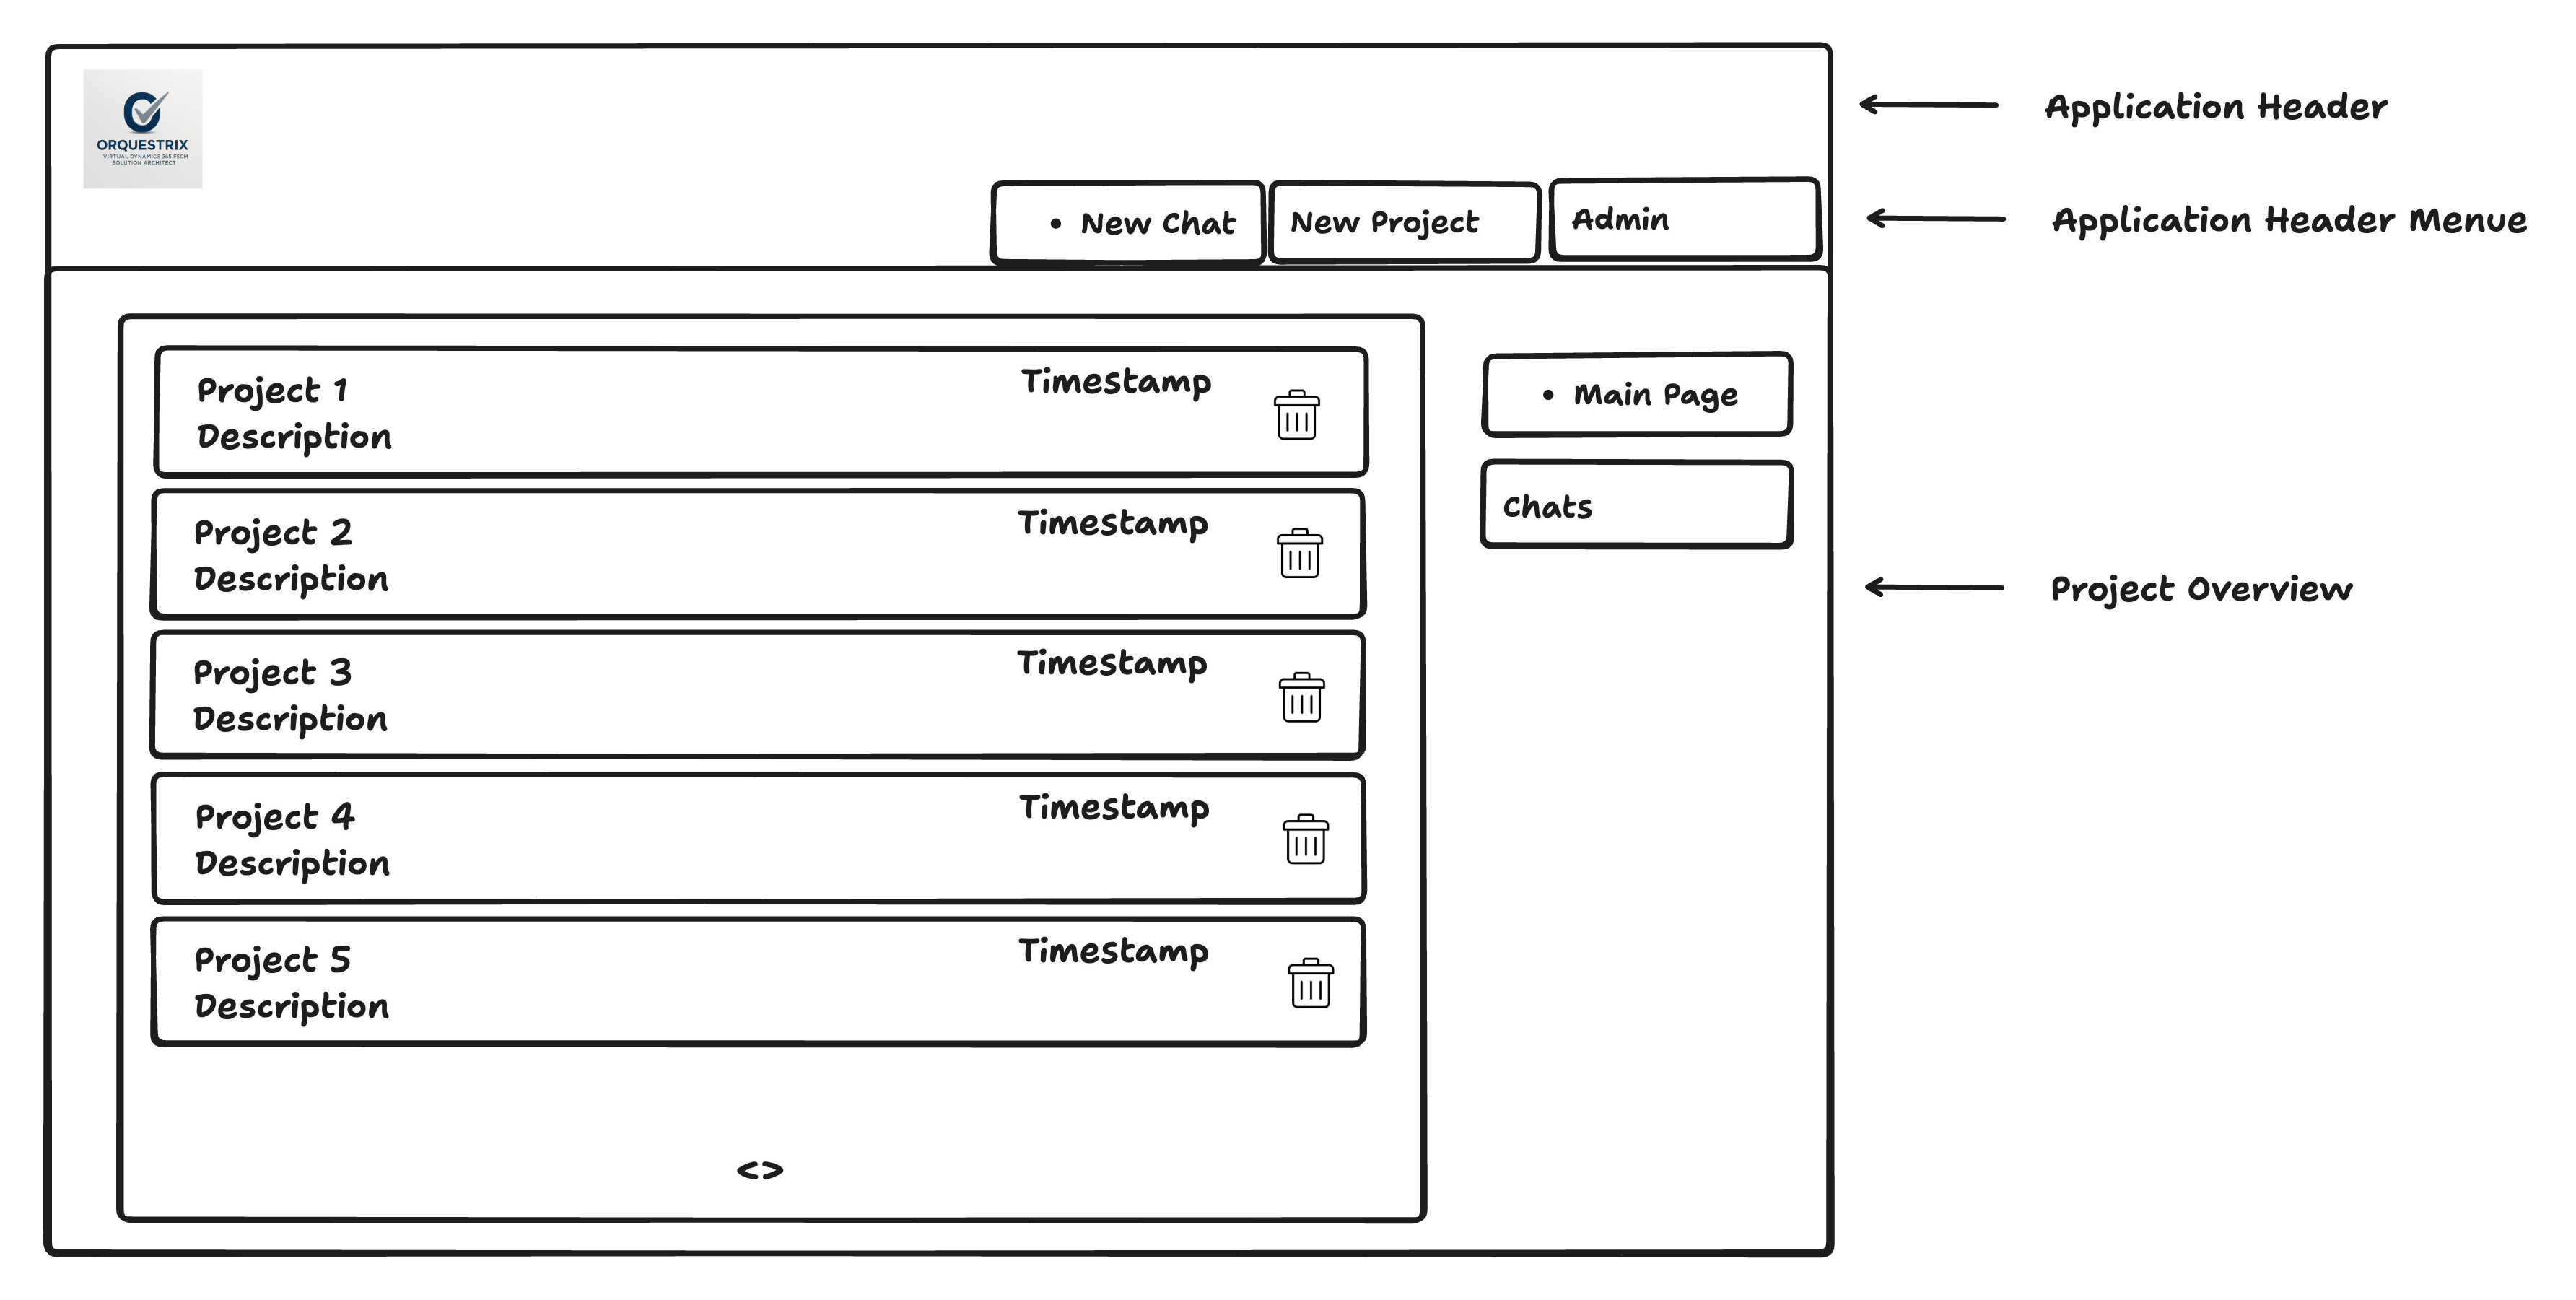 ORQUESTRIX
VIRTUAL DYNAMICS 365 FSCM
SOLUTION ARCHITECT
Application Header
• New Chat
New Project
Admin
Application Header Menue
Project 1
Description
Timestamp
• Main Page
Project 2
Description
Timestamp
Chats
Project Overview
Project 3
Description
Timestamp
Project 4
Description
Timestamp
Project 5
Description
Timestamp
<>